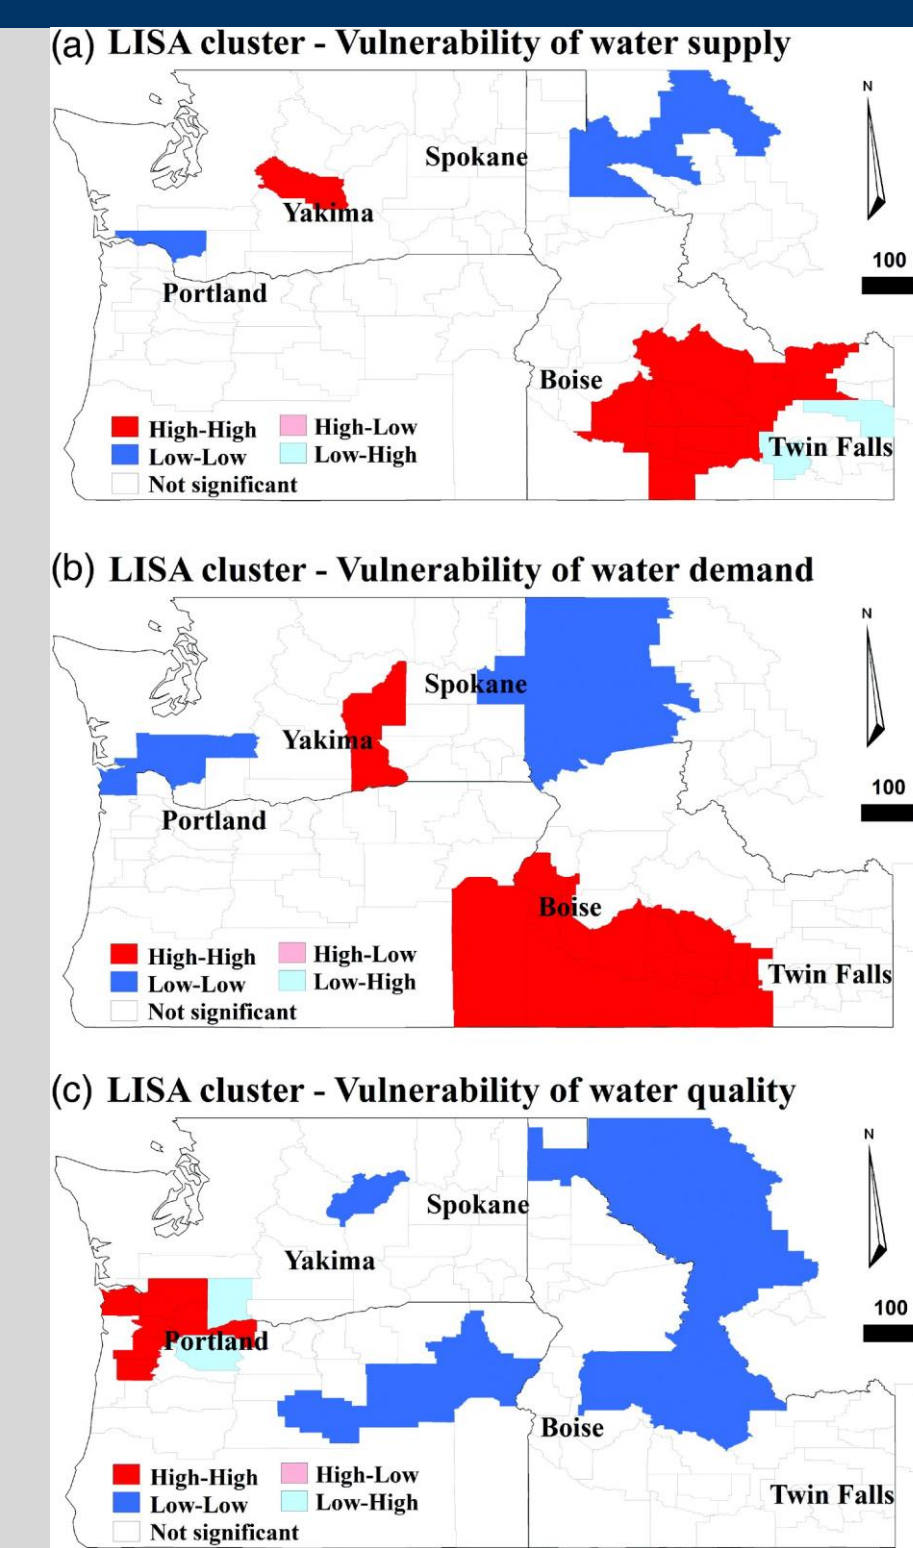 (a) LISA cluster - Vulnerability of water supply
N
Spokane
Yakima
100
Portland
Boise
High-High
High-Low
Low-Low
Low-High
Twin Falls
Not significant
(b) LISA cluster - Vulnerability of water demand
N
Spokane
Yakima
100
Portland
Boise
High-High
High-Low
Low-Low
Low-High
Twin Falls
Not significant
(c) LISA cluster - Vulnerability of water quality
N
Spokane
Yakima
100
Portland
Boise
High-High
High-Low
Low-Low
Low-High
Twin Falls
Not significant